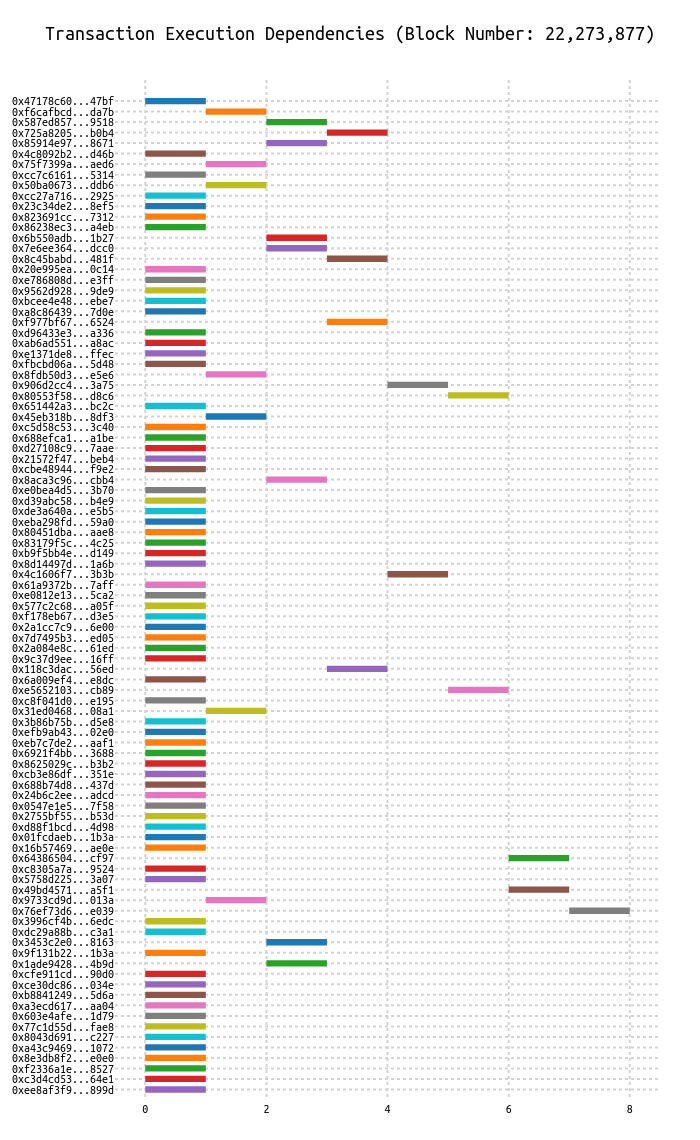 Transaction Execution Dependencies (Block Number: 22,273,877)
0x47178c60...47bf
0xf6cafbcd...da7b
0x587ed857...9518
0x725a8205...b0b4
0x85914e97...8671
0x4c8092b2...d46b
0x75f7399a...aed6
0xcc7c6161...5314
0x50ba0673...ddb6
0xcc27a716...2925
0x23c34de2...8ef5
0x823691cc...7312
0x86238ec3...a4eb
0x6b550adb...1b27
0x7e6ee364...dcc0
0x8c45babd...481f
0x20e995ea...0c14
0xe786808d...e3ff
0x9562d928...9de9
0xbcee4e48...ebe7
0xa8c86439...7d0e
0xf977bf67...6524
0xd96433e3...a336
0xab6ad551...a8ac
0xe1371de8...ffec
0xfbcbd06a...5d48
0x8fdb50d3...e5e6
0x906d2cc4...3a75
0x80553f58...d8c6
0x651442a3...bc2c
0x45eb318b...8df3
0xc5d58c53...3c40
0x688efca1...a1be
0xd27108c9...7aae
0x21572f47...beb4
0xcbe48944...f9e2
0x8aca3c96...cbb4
0xe0bea4d5...3b70
0xd39abc58...b4e9
0xde3a640a...e5b5
0xeba298fd...59a0
0x80451dba...aae8
0x83179f5c...4c25
0xb9f5bb4e...d149
0x8d14497d...1a6b
0x4c1606f7...3b3b
0x61a9372b...7aff
0xe0812e13...5ca2
0x577c2c68...a05f
0xf178eb67...d3e5
0x2a1cc7c9...6e00
0x7d7495b3...ed05
0x2a084e8c...61ed
0x9c37d9ee...16ff
0x118c3dac...56ed
0x6a009ef4...e8dc
0xe5652103...cb89
0xc8f041d0...e195
0x31ed0468...08a1
0x3b86b75b...d5e8
0xefb9ab43...02e0
0xeb7c7de2...aaf1
0x6921f4bb...3688
0x8625029c...b3b2
0xcb3e86df...351e
0x688b74d8...437d
0x24b6c2ee...adcd
0x0547e1e5...7f58
0x2755bf55...b53d
0xd88f1bcd...4d98
0x01fcdaeb...1b3a
0x16b57469...ae0e
0x64386504...cf97
0xc8305a7a...9524
0x5758d225...3a07
0x49bd4571...a5f1
0x9733cd9d...013a
0x76ef73d6...e039
0x3996cf4b...6edc
0xdc29a88b...c3a1
0x3453c2e0...8163
0x9f131b22...1b3a
0x1ade9428...4b9d
0xcfe911cd...90d0
0xce30dc86...034e
0xb8841249...5d6a
0xa3ecd617...aa04
0x603e4afe...1d79
0x77c1d55d...fae8
0x8043d691...c227
0xa43c9469...1072
0x8e3db8f2...e0e0
0xf2336a1e...8527
0xc3d4cd53...64e1
0xee8af3f9...899d
0 2 4 6 8